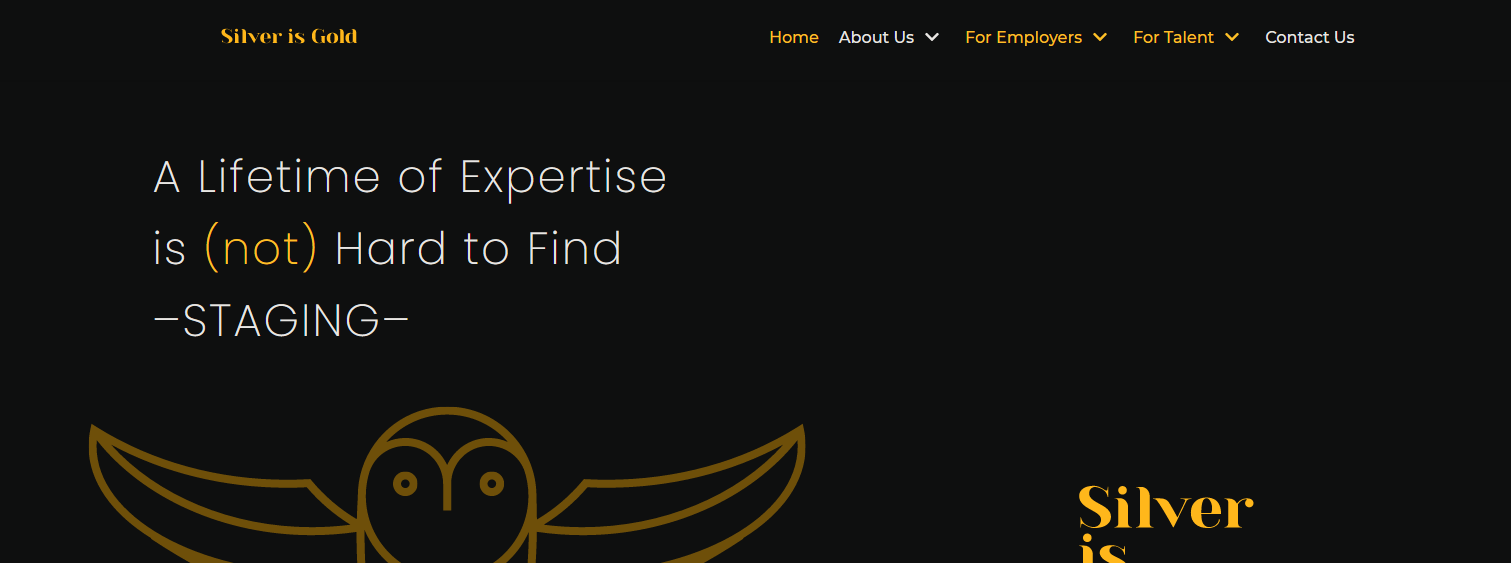 Silver is Gold
Home About Us For Employers For Talent Contact Us
A Lifetime of Expertise
is (not) Hard to Find
–STAGING–
Silver
is